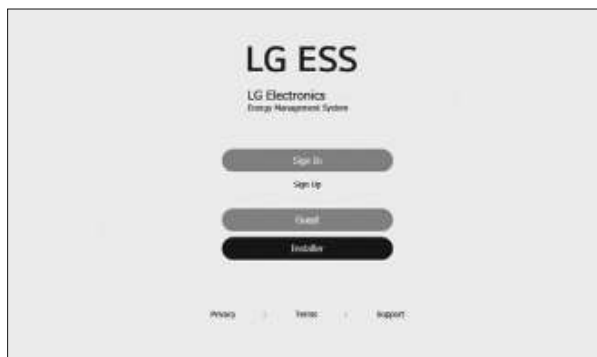 LG ESS
LG Electronics
Energy Management System
Sign In
Sign Up
Guest
Installer
Privacy | Terms | Support